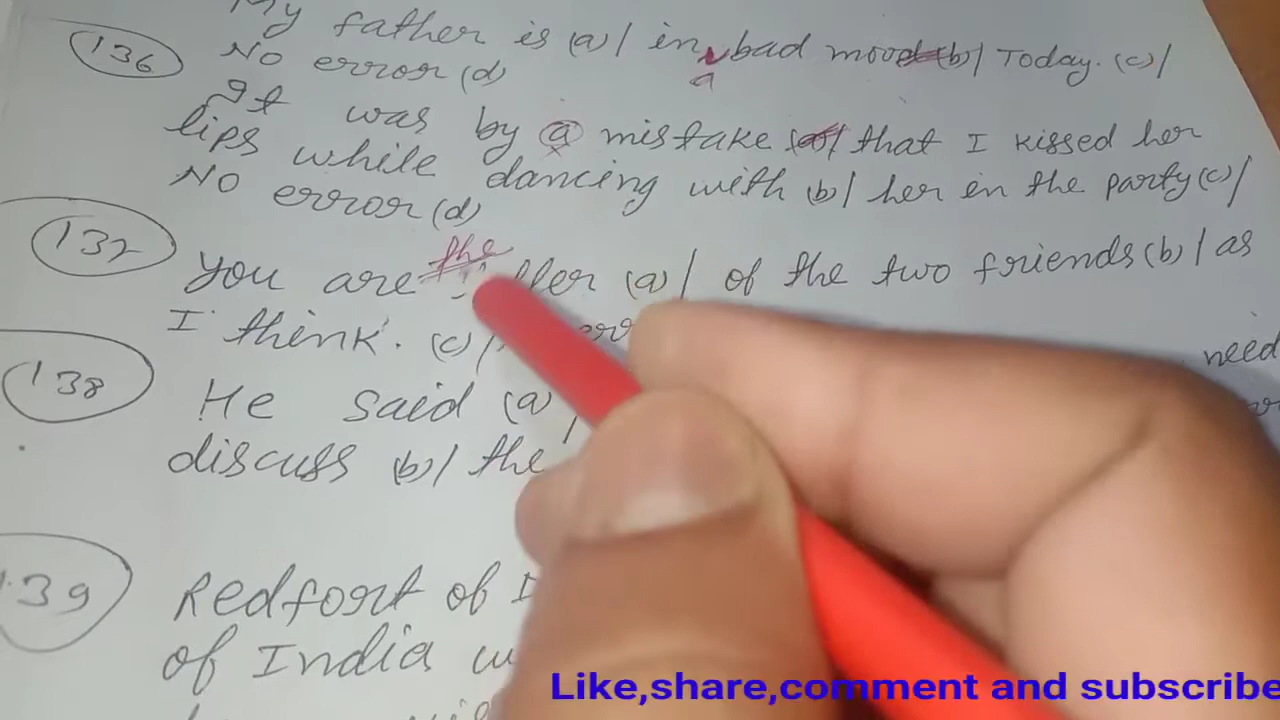 My father is (a)/ in bad mood (b)/ Today. (c)/
a
136
No error (d)
It was by a mistake (a)/ that I kissed her
lips while dancing with (b)/ her in the party (c)/
No error (d)
137
the
You are (a)/ of the two friends (b)/ as
I think. (c)/
need
138
He said (a)
discuss (b)/ the
139
Redfort of
of India
Like,share,comment and subscribe